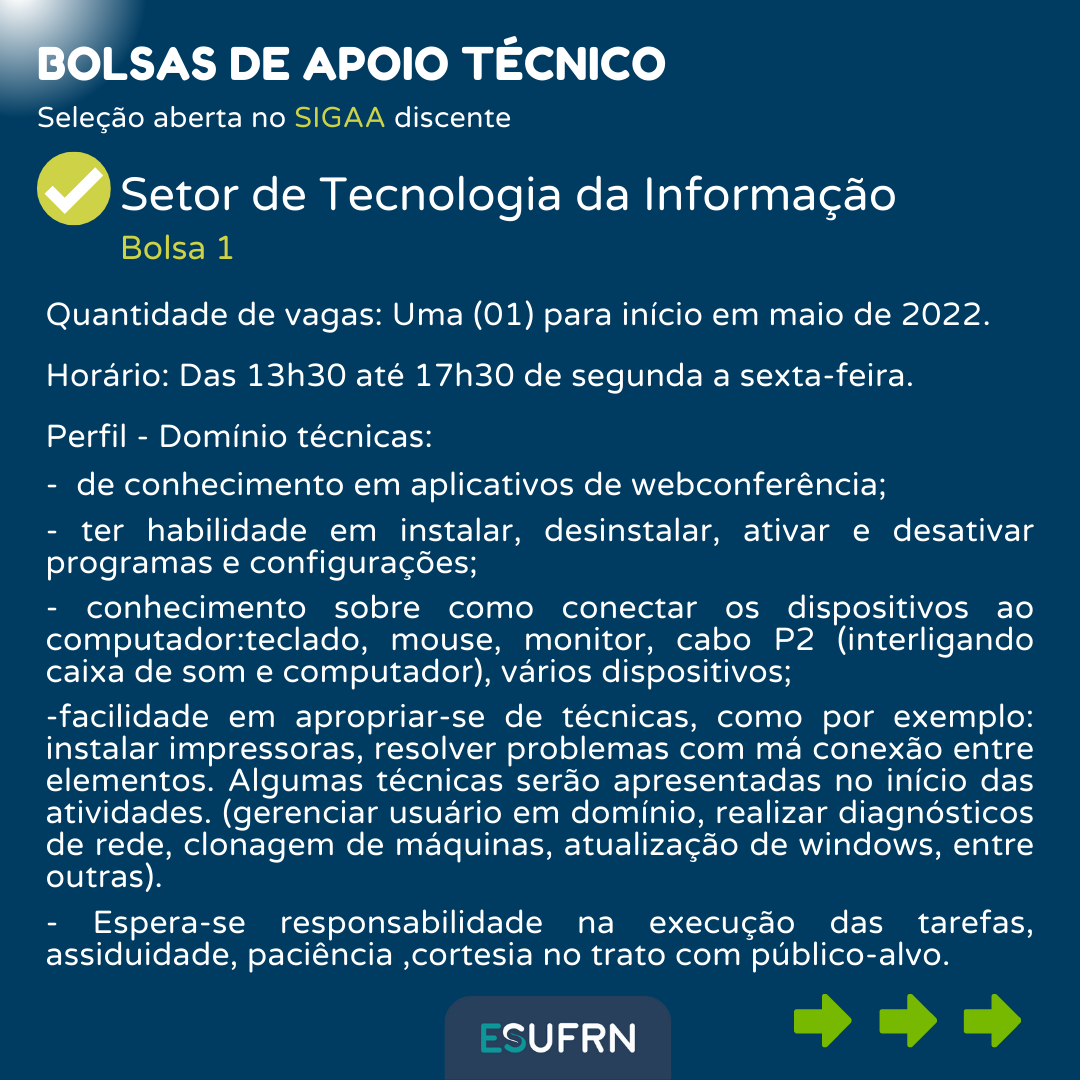 BOLSAS DE APOIO TÉCNICO
Seleção aberta no SIGAA discente
Setor de Tecnologia da Informação
Bolsa 1
Quantidade de vagas: Uma (01) para início em maio de 2022.
Horário: Das 13h30 até 17h30 de segunda a sexta-feira.
Perfil - Domínio técnicas:
- de conhecimento em aplicativos de webconferência;
- ter habilidade em instalar, desinstalar, ativar e desativar
programas e configurações;
- conhecimento sobre como conectar os dispositivos ao
computador:teclado, mouse, monitor, cabo P2 (interligando
caixa de som e computador), vários dispositivos;
-facilidade em apropriar-se de técnicas, como por exemplo:
instalar impressoras, resolver problemas com má conexão entre
elementos. Algumas técnicas serão apresentadas no início das
atividades. (gerenciar usuário em domínio, realizar diagnósticos
de rede, clonagem de máquinas, atualização de windows, entre
outras).
- Espera-se responsabilidade na execução das tarefas,
assiduidade, paciência ,cortesia no trato com público-alvo.
ESUFRN